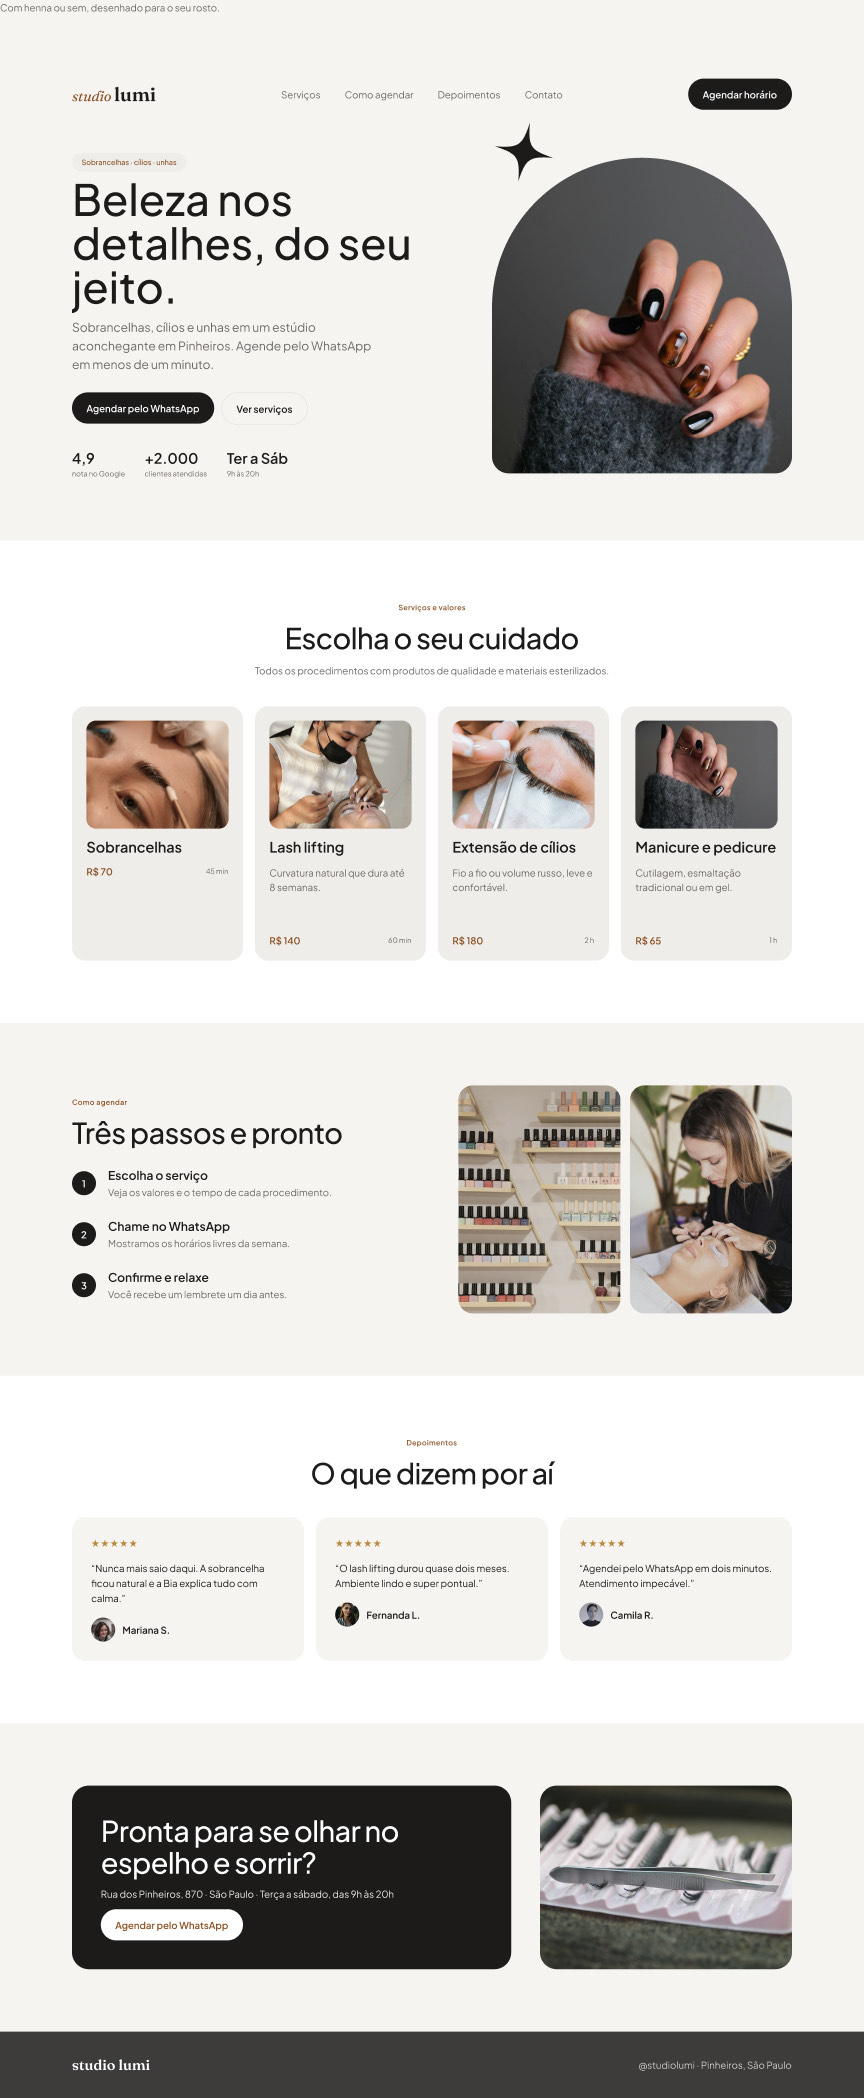 Com henna ou sem, desenhado para o seu rosto.
studio lumi
Serviços
Como agendar
Depoimentos
Contato
Agendar horário
Sobrancelhas · cílios · unhas
Beleza nos
detalhes, do seu
jeito.
Sobrancelhas, cílios e unhas em um estúdio
aconchegante em Pinheiros. Agende pelo WhatsApp
em menos de um minuto.
Agendar pelo WhatsApp
Ver serviços
4,9
nota no Google
+2.000
clientes atendidas
Ter a Sáb
9h às 20h
Serviços e valores
Escolha o seu cuidado
Todos os procedimentos com produtos de qualidade e materiais esterilizados.
Sobrancelhas
R$ 70
45 min
Lash lifting
Curvatura natural que dura até
8 semanas.
R$ 140
60 min
Extensão de cílios
Fio a fio ou volume russo, leve e
confortável.
R$ 180
2 h
Manicure e pedicure
Cutilagem, esmaltação
tradicional ou em gel.
R$ 65
1 h
Como agendar
Três passos e pronto
1
Escolha o serviço
Veja os valores e o tempo de cada procedimento.
2
Chame no WhatsApp
Mostramos os horários livres da semana.
3
Confirme e relaxe
Você recebe um lembrete um dia antes.
Depoimentos
O que dizem por aí
★★★★★
“Nunca mais saio daqui. A sobrancelha
ficou natural e a Bia explica tudo com
calma.”
Mariana S.
★★★★★
“O lash lifting durou quase dois meses.
Ambiente lindo e super pontual.”
Fernanda L.
★★★★★
“Agendei pelo WhatsApp em dois minutos.
Atendimento impecável.”
Camila R.
Pronta para se olhar no
espelho e sorrir?
Rua dos Pinheiros, 870 · São Paulo · Terça a sábado, das 9h às 20h
Agendar pelo WhatsApp
studio lumi
@studiolumi · Pinheiros, São Paulo